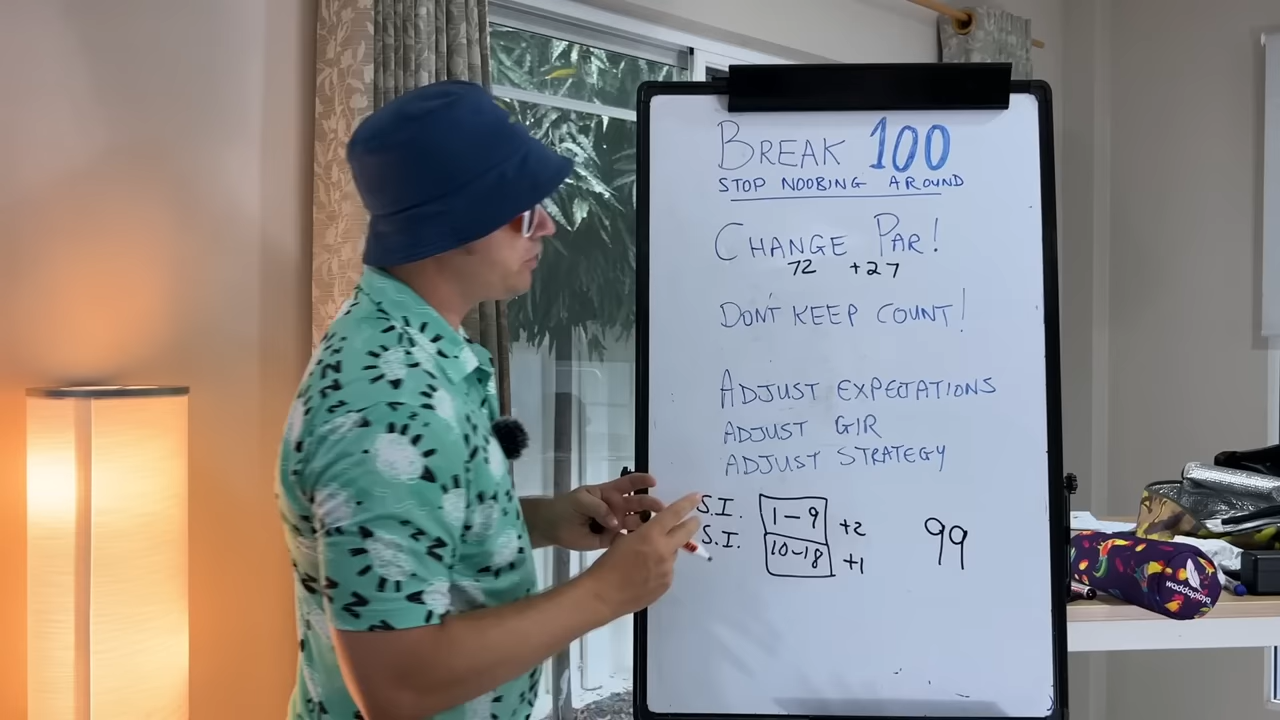 BREAK 100
STOP NOOBING AROUND
CHANGE PAR!
72 +27
DON'T KEEP COUNT!
ADJUST EXPECTATIONS
ADJUST GIR
ADJUST STRATEGY
S.I. 1-9 +2
S.I. 10-18 +1
99
waddaplaya